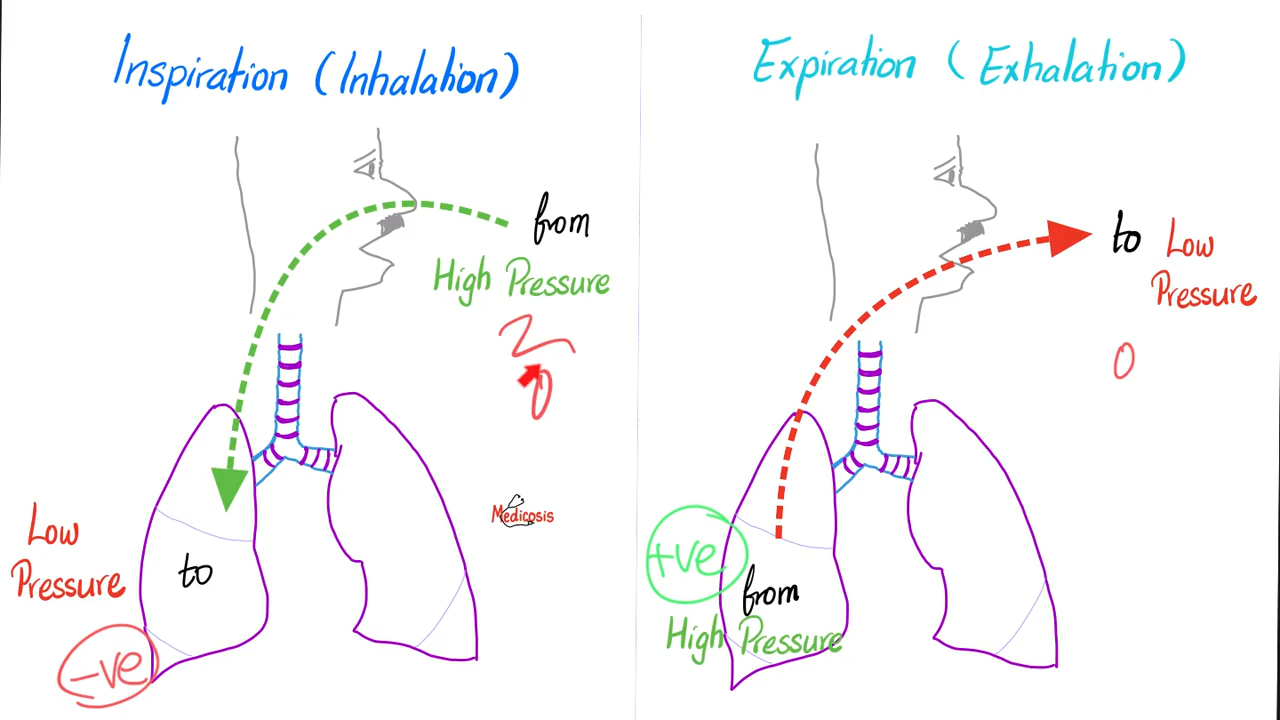 Inspiration (Inhalation)
from
High Pressure
0
Low
Pressure
to
-ve
Medicosis
Expiration (Exhalation)
to Low
Pressure
0
+ve
from
High Pressure